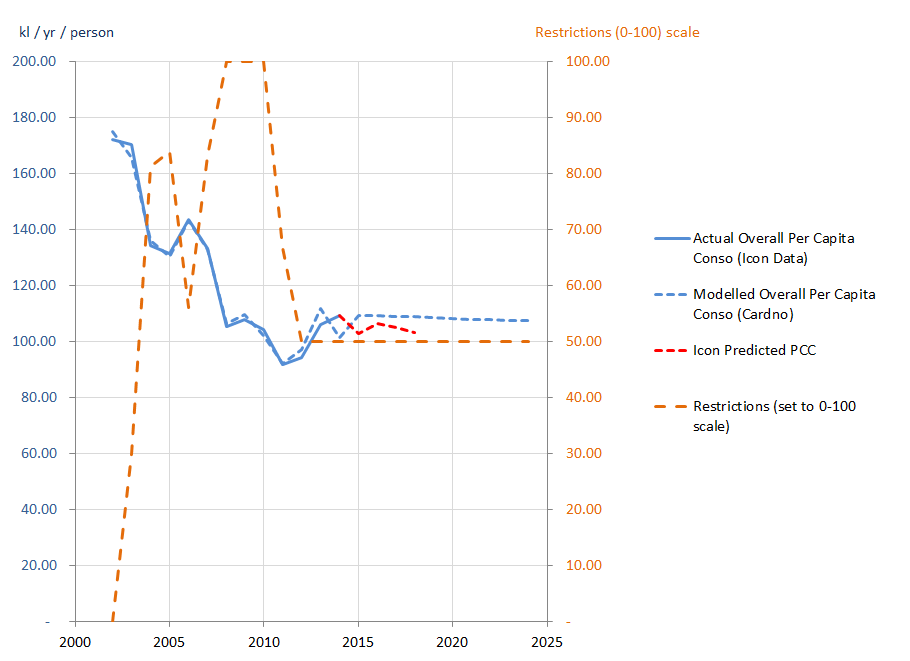 kl / yr / person
Restrictions (0-100) scale
200.00
180.00
160.00
140.00
120.00
100.00
80.00
60.00
40.00
20.00
-
100.00
90.00
80.00
70.00
60.00
50.00
40.00
30.00
20.00
10.00
-
2000 2005 2010 2015 2020 2025
Actual Overall Per Capita
Conso (Icon Data)
Modelled Overall Per Capita
Conso (Cardno)
Icon Predicted PCC
Restrictions (set to 0-100
scale)